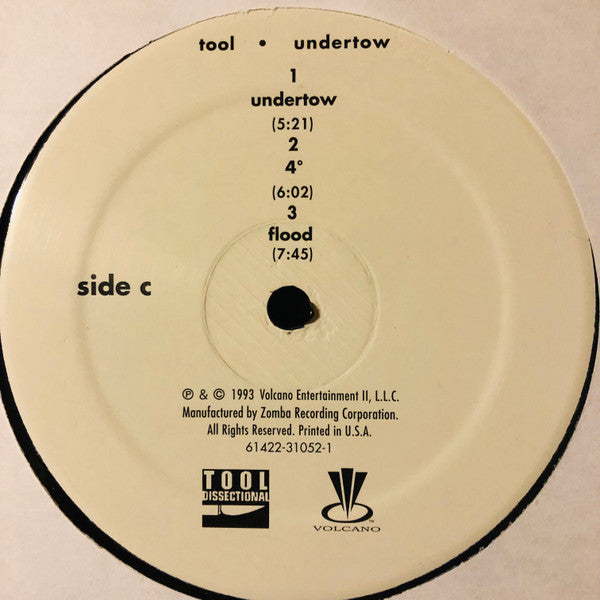 tool • undertow
1
undertow
(5:21)
2
4°
(6:02)
3
flood
(7:45)
side c
℗ & © 1993 Volcano Entertainment II, L.L.C.
Manufactured by Zomba Recording Corporation.
All Rights Reserved. Printed in U.S.A.
61422-31052-1
TOOL
DISSECTIONAL
VOLCANO™